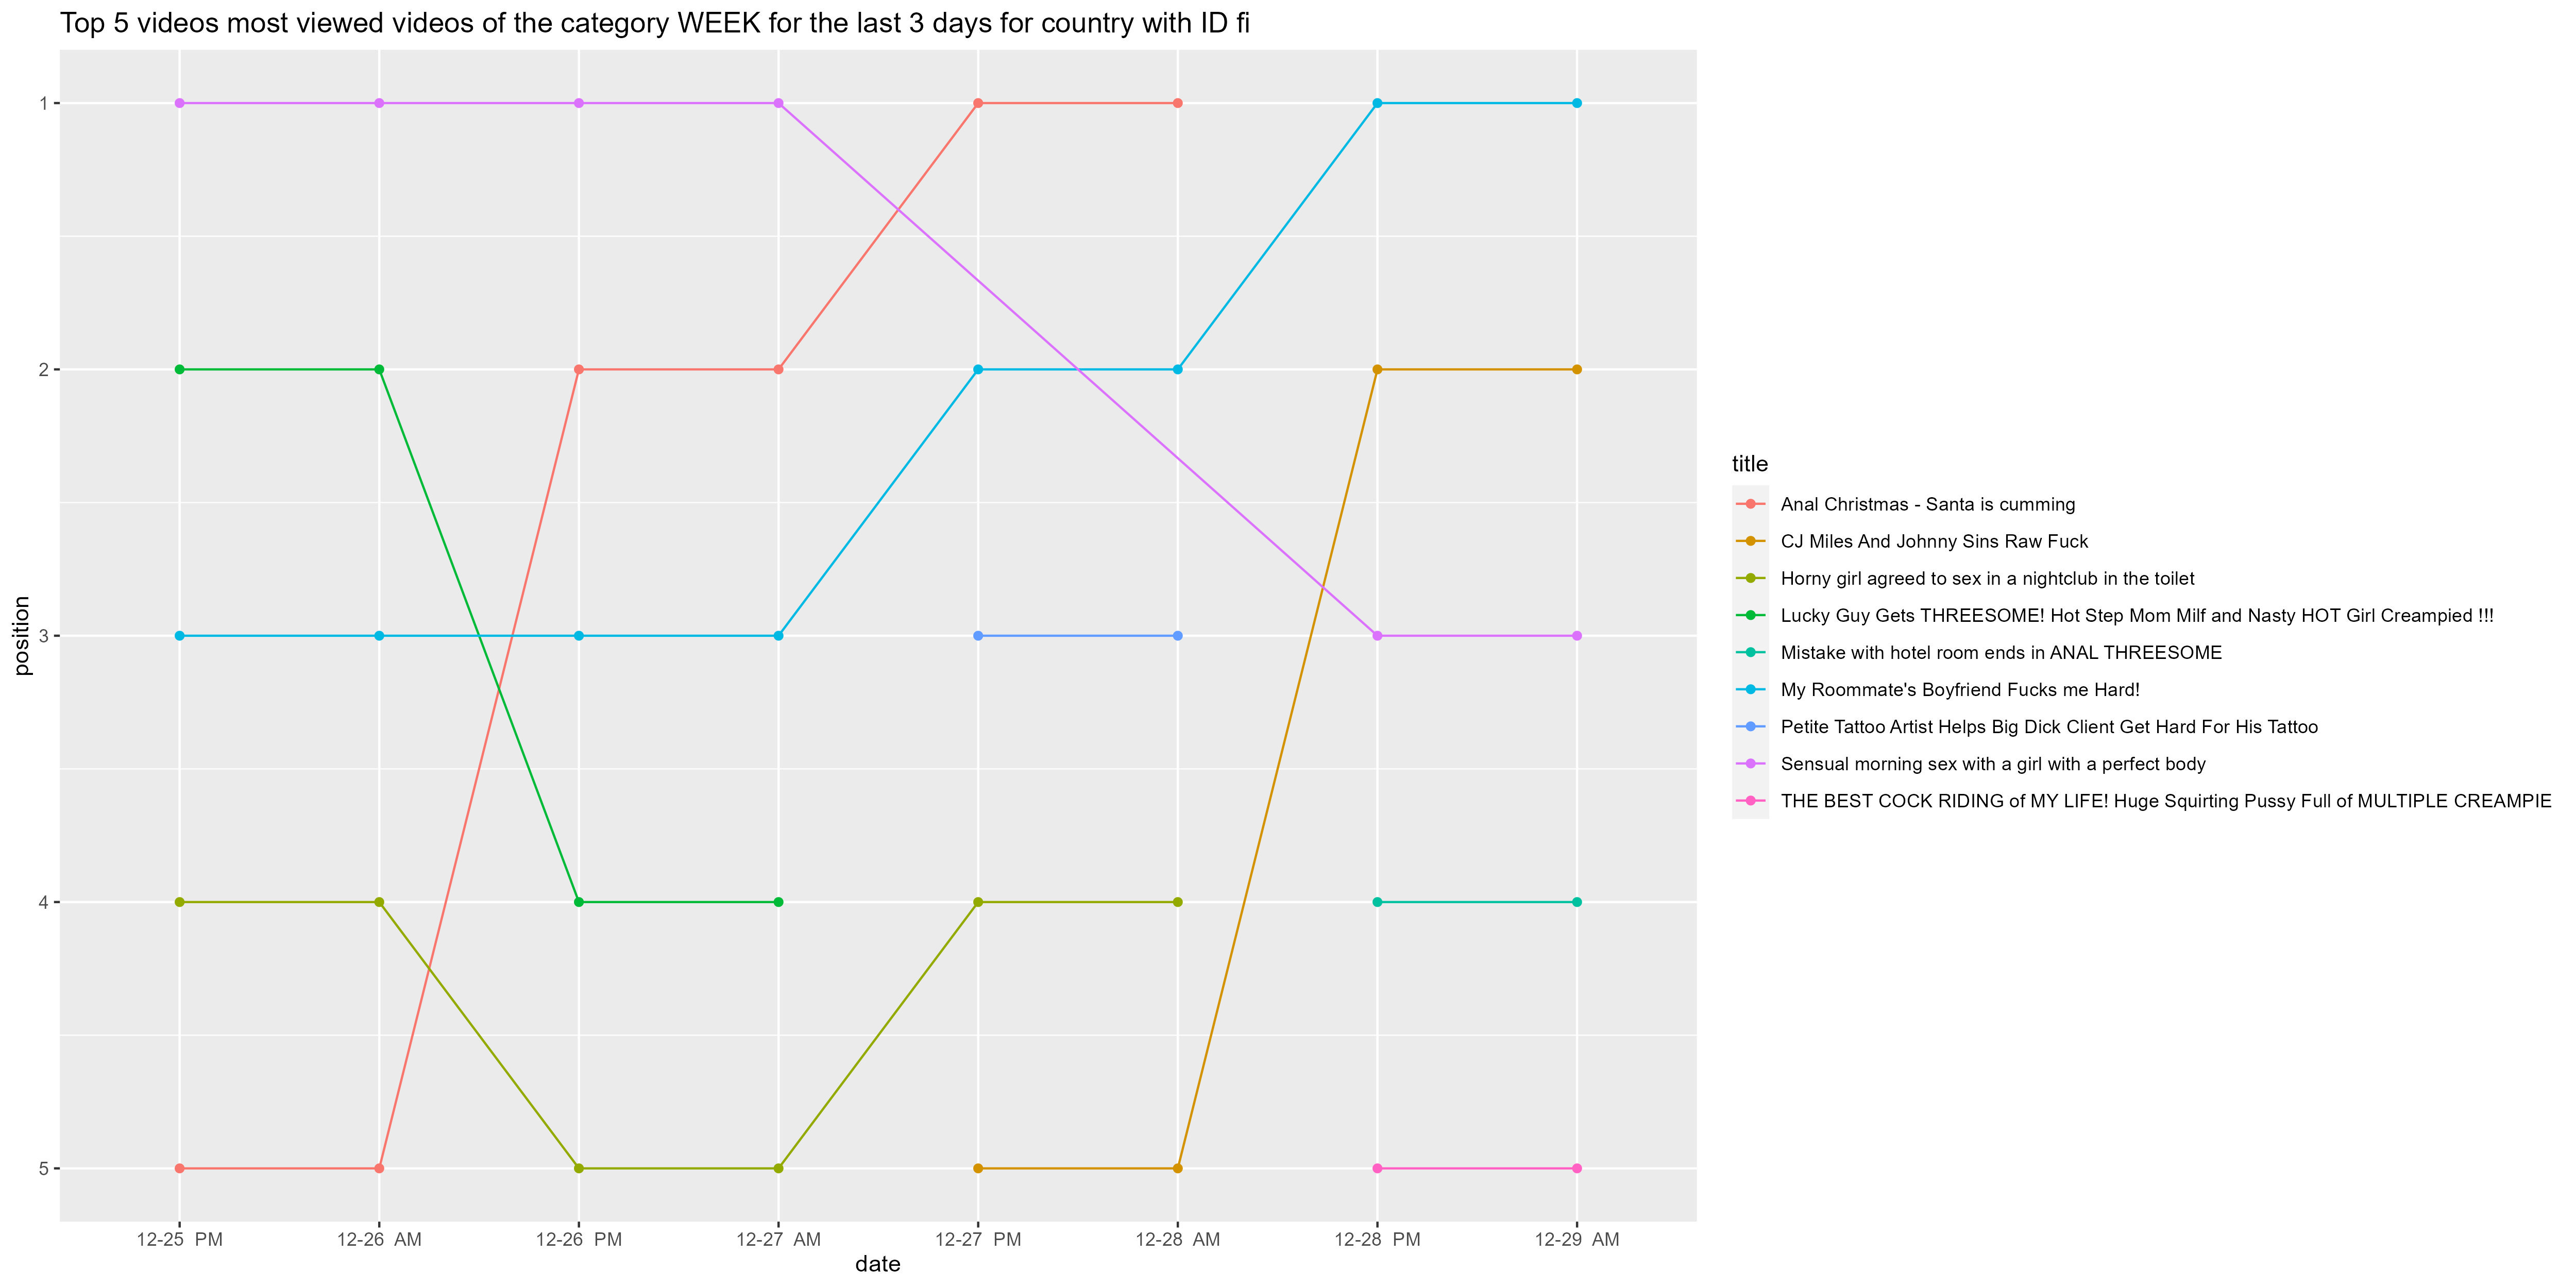 Top 5 videos most viewed videos of the category WEEK for the last 3 days for country with ID fi
position
1
2
3
4
5
12-25 PM
12-26 AM
12-26 PM
12-27 AM
12-27 PM
12-28 AM
12-28 PM
12-29 AM
date
title
Anal Christmas - Santa is cumming
CJ Miles And Johnny Sins Raw Fuck
Horny girl agreed to sex in a nightclub in the toilet
Lucky Guy Gets THREESOME! Hot Step Mom Milf and Nasty HOT Girl Creampied !!!
Mistake with hotel room ends in ANAL THREESOME
My Roommate's Boyfriend Fucks me Hard!
Petite Tattoo Artist Helps Big Dick Client Get Hard For His Tattoo
Sensual morning sex with a girl with a perfect body
THE BEST COCK RIDING of MY LIFE! Huge Squirting Pussy Full of MULTIPLE CREAMPIE